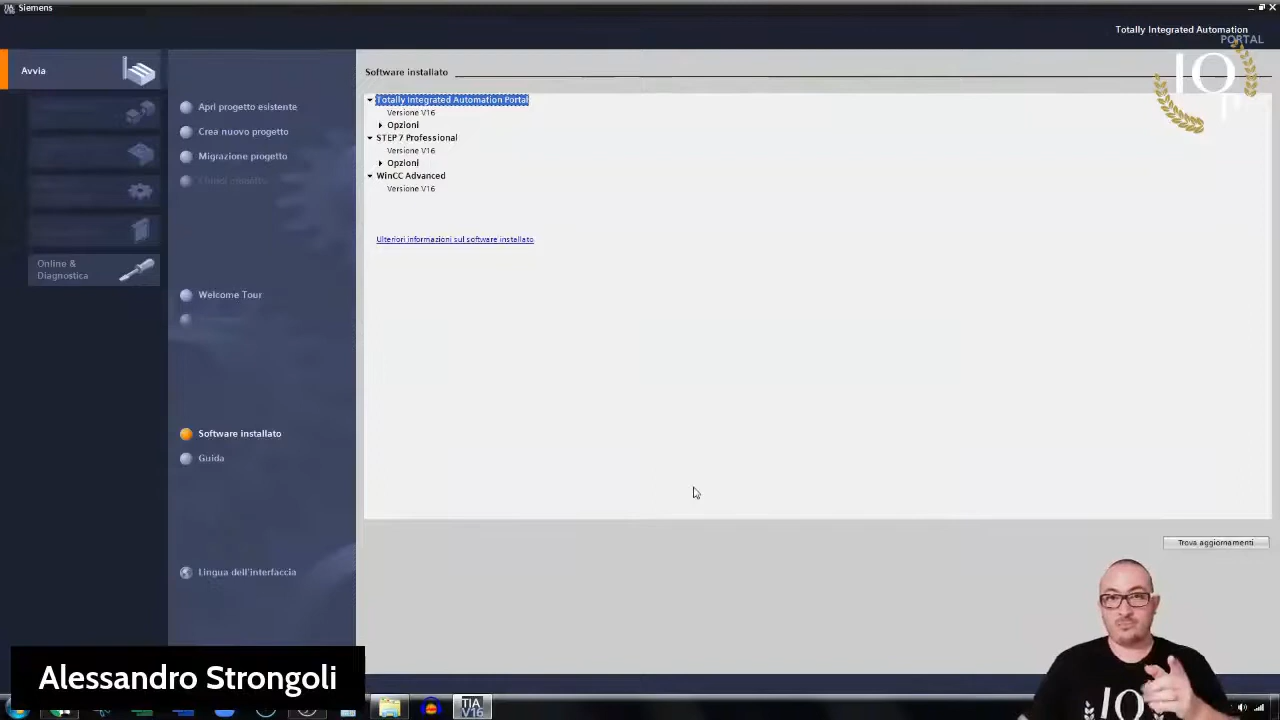 Siemens
Totally Integrated Automation
PORTAL
Avvia
Online &
Diagnostica
Apri progetto esistente
Crea nuovo progetto
Migrazione progetto
Welcome Tour
Software installato
Guida
Lingua dell'interfaccia
Software installato
Totally Integrated Automation Portal
Versione V16
Opzioni
STEP 7 Professional
Versione V16
Opzioni
WinCC Advanced
Versione V16
Ulteriori informazioni sul software installato
Trova aggiornamenti
Alessandro Strongoli
TIA
V16